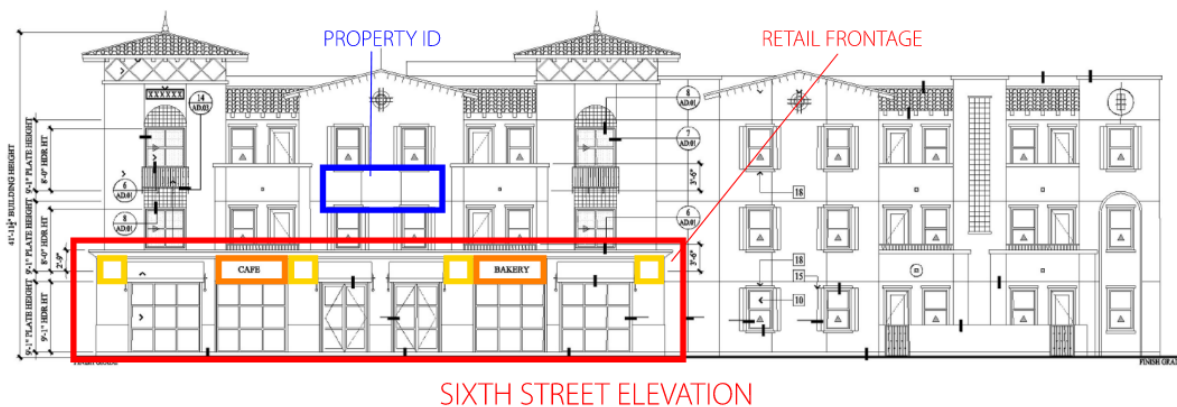 PROPERTY ID
RETAIL FRONTAGE
XXXXXX
14
AD.01
8
AD.01
7
AD.01
6
AD.01
8
AD.01
6
AD.01
41'-11½" BUILDING HEIGHT
9'-1" PLATE HEIGHT
8'-0" HDR HT
9'-1" PLATE HEIGHT
8'-0" HDR HT
9'-1" PLATE HEIGHT
9'-1" HDR HT
2'-9"
3'-6"
3'-6"
18
18
15
10
CAFE
BAKERY
FINISH GRA
SIXTH STREET ELEVATION